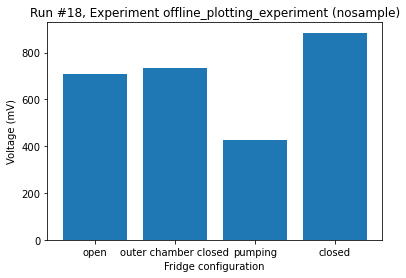 Run #18, Experiment offline_plotting_experiment (nosample)
Voltage (mV)
800
600
400
200
0
open outer chamber closed pumping closed
Fridge configuration